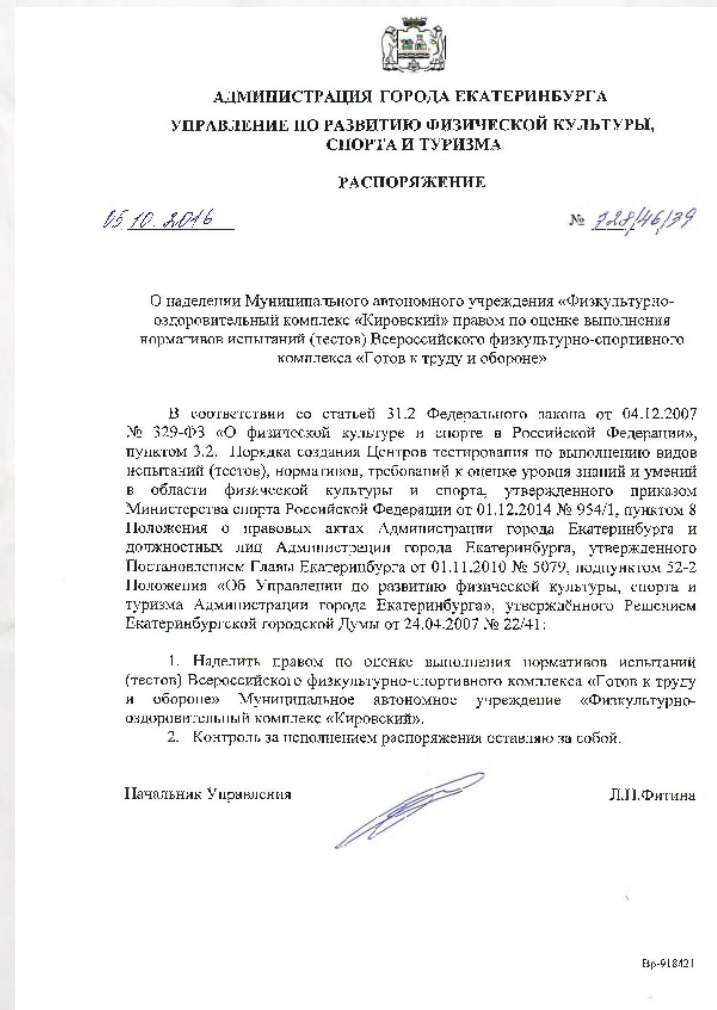 АДМИНИСТРАЦИЯ ГОРОДА ЕКАТЕРИНБУРГА
УПРАВЛЕНИЕ ПО РАЗВИТИЮ ФИЗИЧЕСКОЙ КУЛЬТУРЫ,
СПОРТА И ТУРИЗМА
РАСПОРЯЖЕНИЕ
05.10.2016 № 728/46/39
О наделении Муниципального автономного учреждения «Физкультурно-
оздоровительный комплекс «Кировский» правом по оценке выполнения
нормативов испытаний (тестов) Всероссийского физкультурно-спортивного
комплекса «Готов к труду и обороне»
В соответствии со статьей 31.2 Федерального закона от 04.12.2007
№ 329-ФЗ «О физической культуре и спорте в Российской Федерации»,
пунктом 3.2. Порядка создания Центров тестирования по выполнению видов
испытаний (тестов), нормативов, требований к оценке уровня знаний и умений
в области физической культуры и спорта, утвержденного приказом
Министерства спорта Российской Федерации от 01.12.2014 № 954/1, пунктом 8
Положения о правовых актах Администрации города Екатеринбурга и
должностных лиц Администрации города Екатеринбурга, утвержденного
Постановлением Главы Екатеринбурга от 01.11.2010 № 5079, подпунктом 52-2
Положения «Об Управлении по развитию физической культуры, спорта и
туризма Администрации города Екатеринбурга», утверждённого Решением
Екатеринбургской городской Думы от 24.04.2007 № 22/41:
1. Наделить правом по оценке выполнения нормативов испытаний
(тестов) Всероссийского физкультурно-спортивного комплекса «Готов к труду
и обороне» Муниципальное автономное учреждение «Физкультурно-
оздоровительный комплекс «Кировский».
2. Контроль за исполнением распоряжения оставляю за собой.
Начальник Управления Л.П.Фитина
Вр-918421